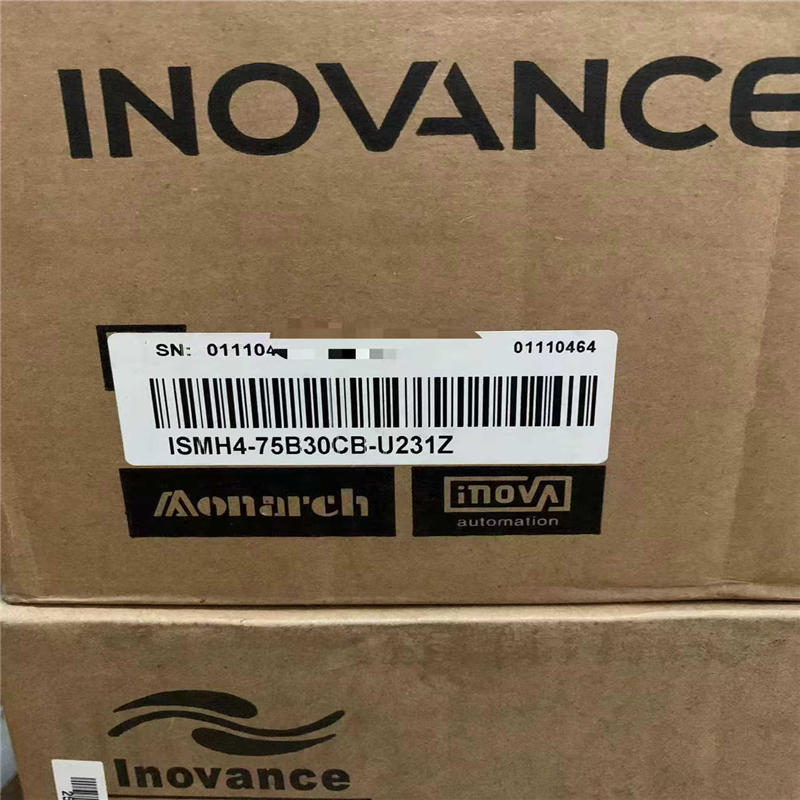 INOVANCE
SN: 011104
01110464
ISMH4-75B30CB-U231Z
Monarch
inovA
automation
Inovance